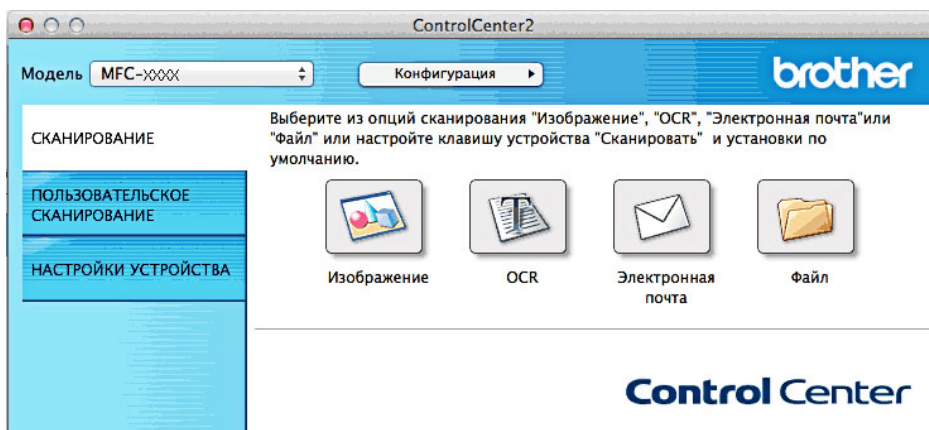 ControlCenter2
Модель MFC-XXXX Конфигурация brother
СКАНИРОВАНИЕ
ПОЛЬЗОВАТЕЛЬСКОЕ
СКАНИРОВАНИЕ
НАСТРОЙКИ УСТРОЙСТВА
Выберите из опций сканирования "Изображение", "OCR", "Электронная почта"или
"Файл" или настройте клавишу устройства "Сканировать" и установки по
умолчанию.
Изображение
OCR
Электронная
почта
Файл
Control Center